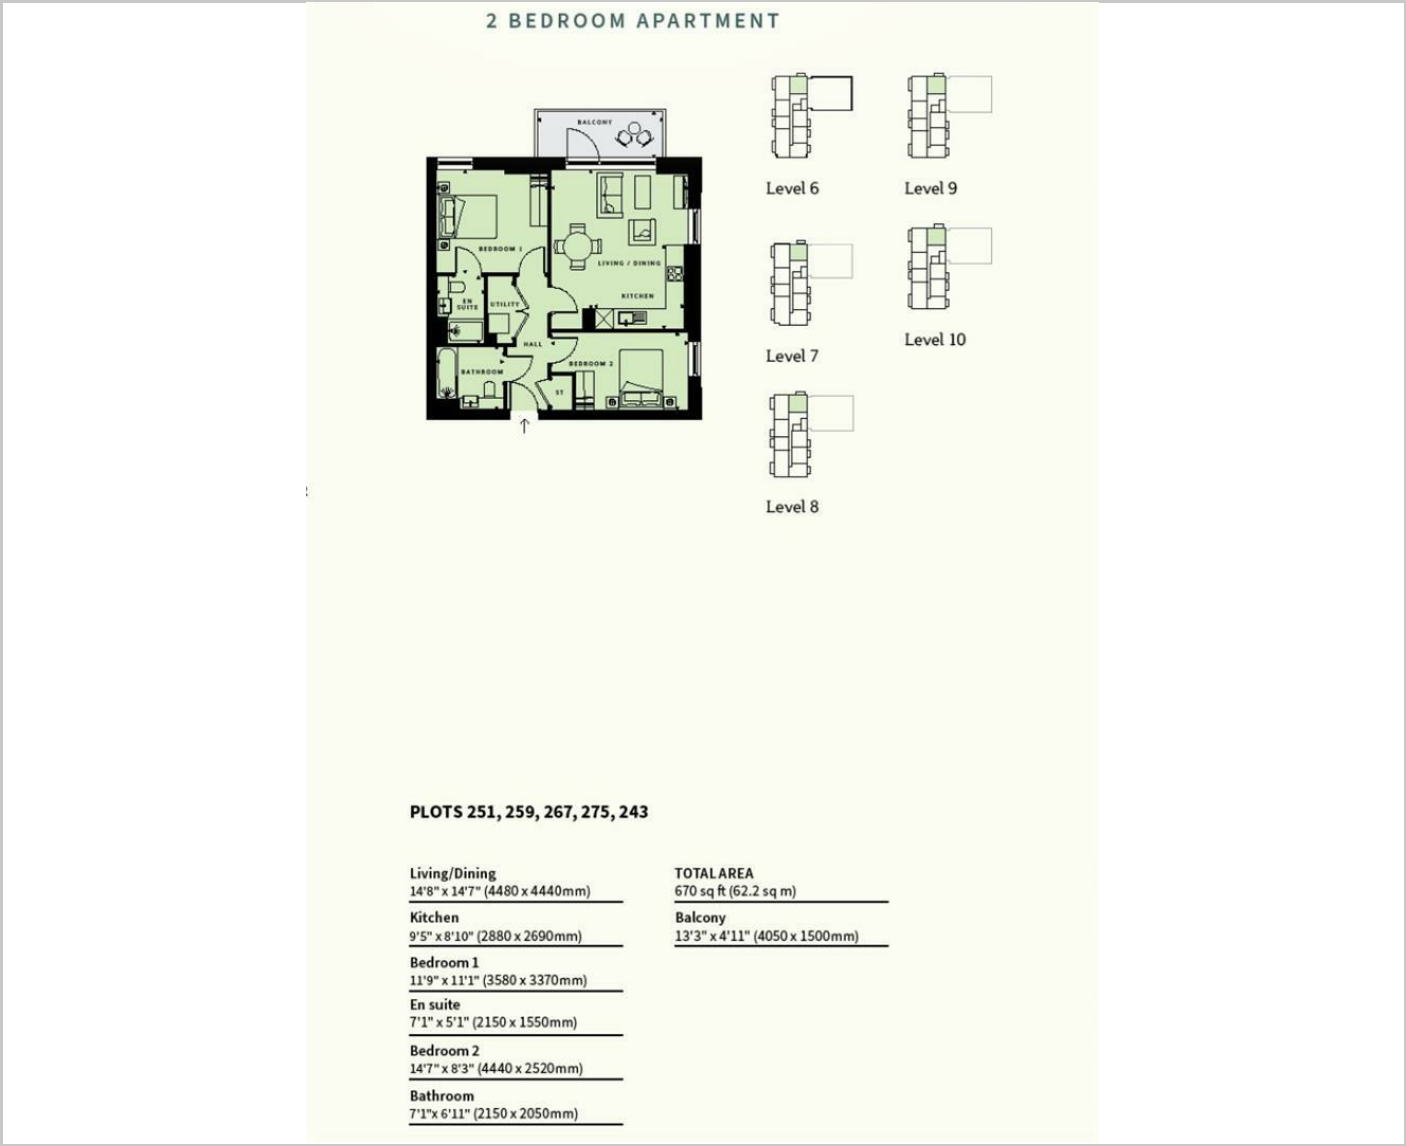 2 BEDROOM APARTMENT
BALCONY
BEDROOM 1
LIVING / DINING
KITCHEN
EN
SUITE
UTILITY
HALL
BATHROOM
BEDROOM 2
ST
Level 6
Level 9
Level 7
Level 10
Level 8
PLOTS 251, 259, 267, 275, 243
Living/Dining
14'8" x 14'7" (4480 x 4440mm)
Kitchen
9'5" x 8'10" (2880 x 2690mm)
Bedroom 1
11'9" x 11'1" (3580 x 3370mm)
En suite
7'1" x 5'1" (2150 x 1550mm)
Bedroom 2
14'7" x 8'3" (4440 x 2520mm)
Bathroom
7'1"x 6'11" (2150 x 2050mm)
TOTAL AREA
670 sq ft (62.2 sq m)
Balcony
13'3" x 4'11" (4050 x 1500mm)